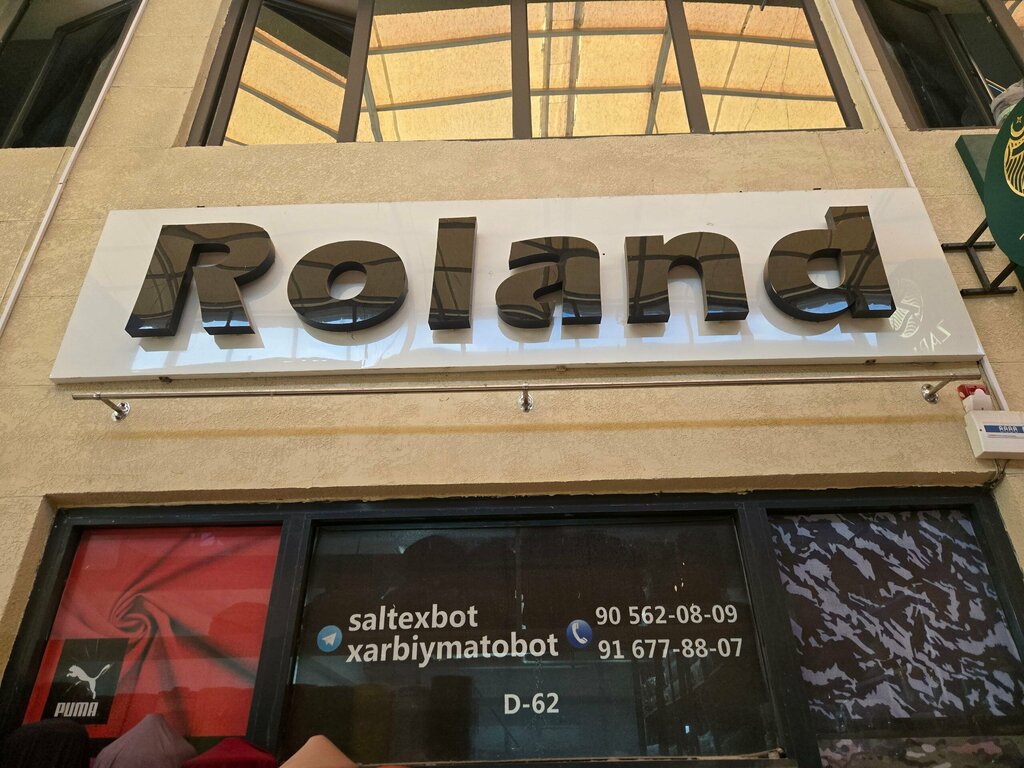 Roland
saltexbot
xarbiymatobot
90 562-08-09
91 677-88-07
D-62
PUMA